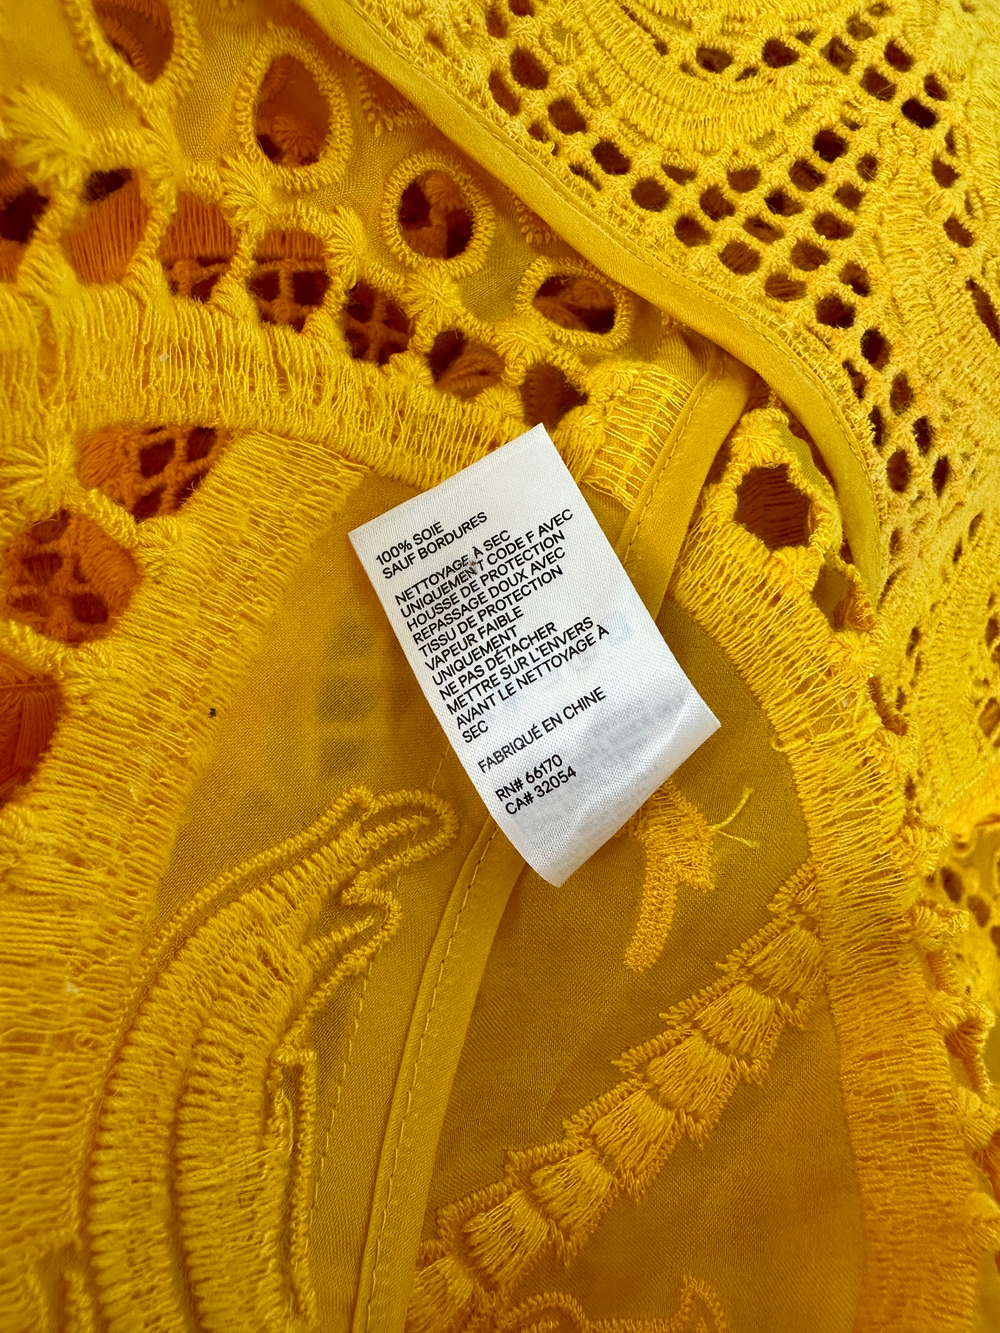 100% SOIE
SAUF BORDURES
NETTOYAGE À SEC
UNIQUEMENT CODE F AVEC
HOUSSE DE PROTECTION
REPASSAGE DOUX AVEC
TISSU DE PROTECTION
VAPEUR FAIBLE
UNIQUEMENT
NE PAS DÉTACHER
METTRE SUR L'ENVERS
AVANT LE NETTOYAGE À
SEC
FABRIQUÉ EN CHINE
RN# 66170
CA# 32054